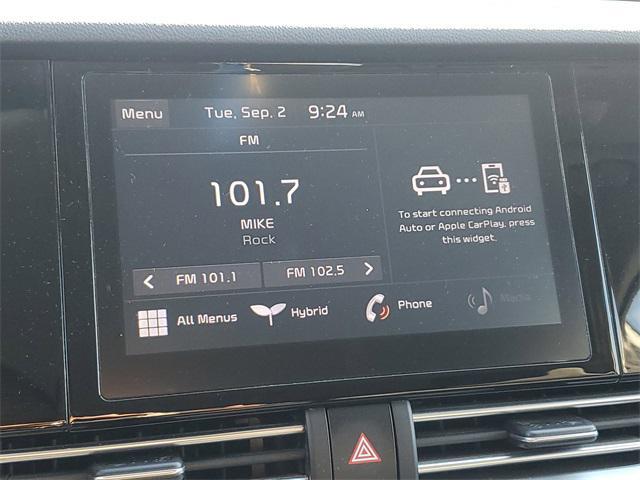 Menu Tue, Sep. 2 9:24 AM
FM
101.7
MIKE
Rock
FM 101.1 FM 102.5
To start connecting Android
Auto or Apple CarPlay, press
this widget.
All Menus Hybrid Phone Media